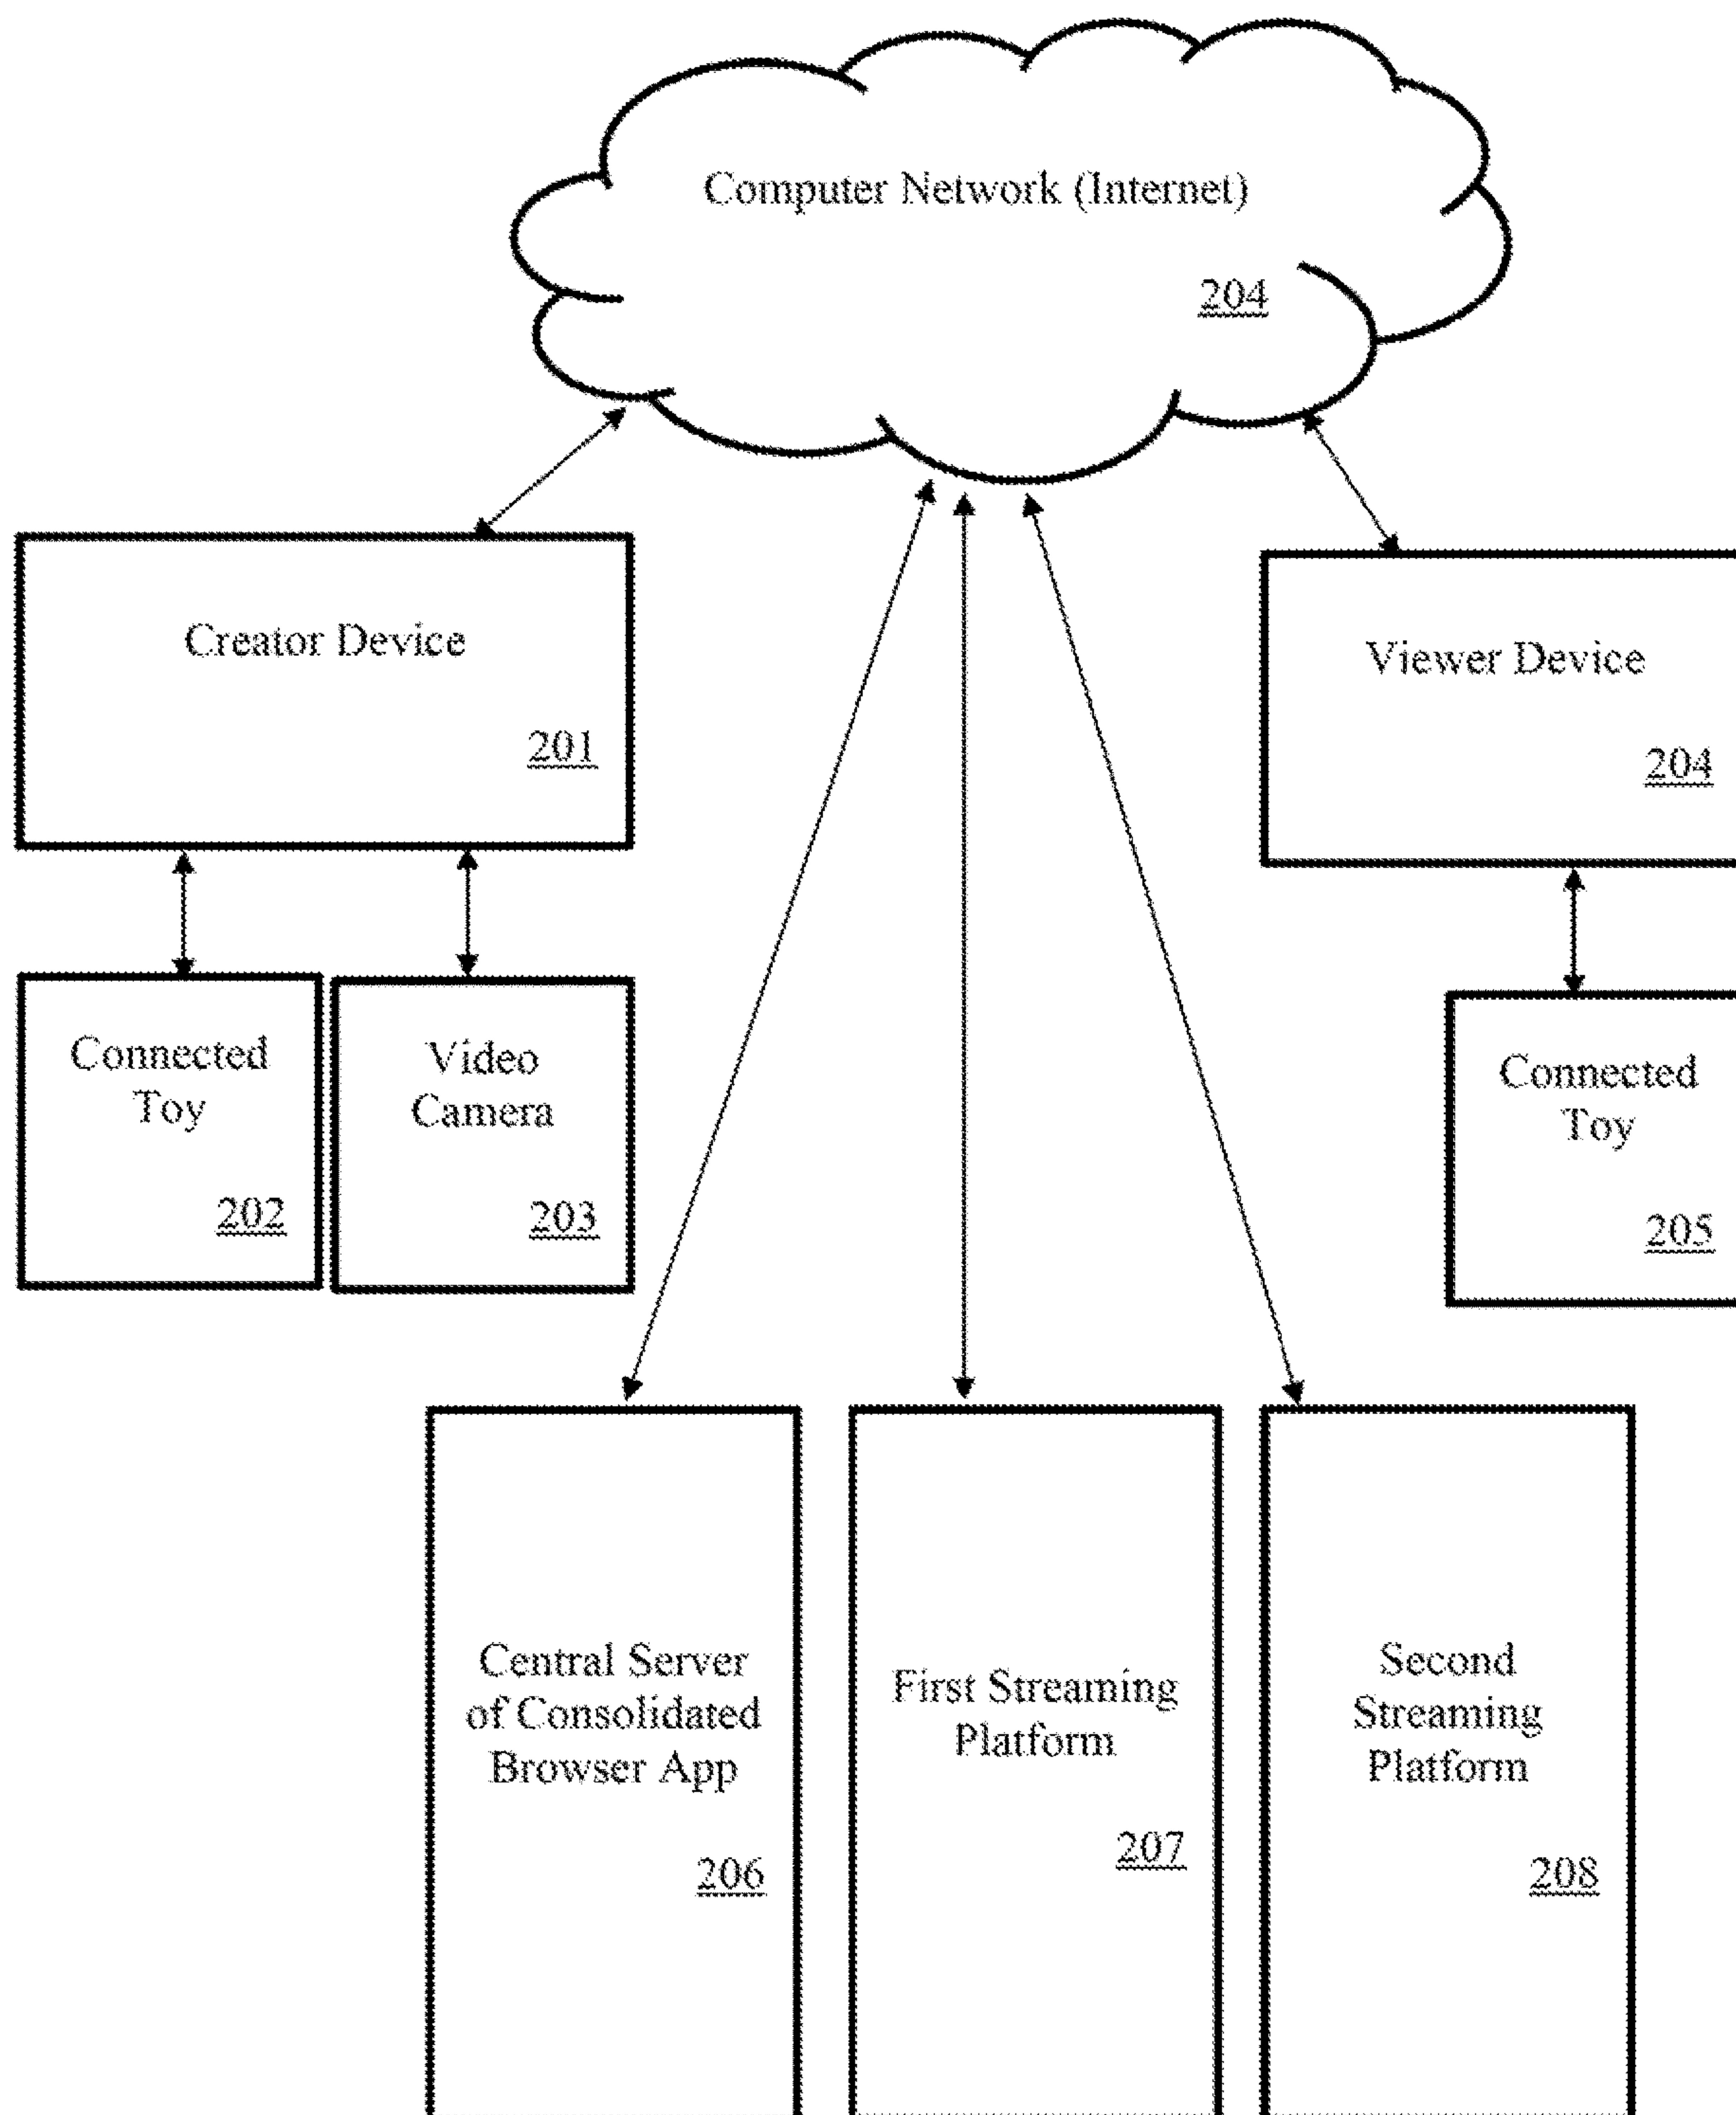 Computer Network (Internet)
204
Creator Device
201
Viewer Device
204
Connected
Toy
202
Video
Camera
203
Connected
Toy
205
Central Server
of Consolidated
Browser App
206
First Streaming
Platform
207
Second
Streaming
Platform
208